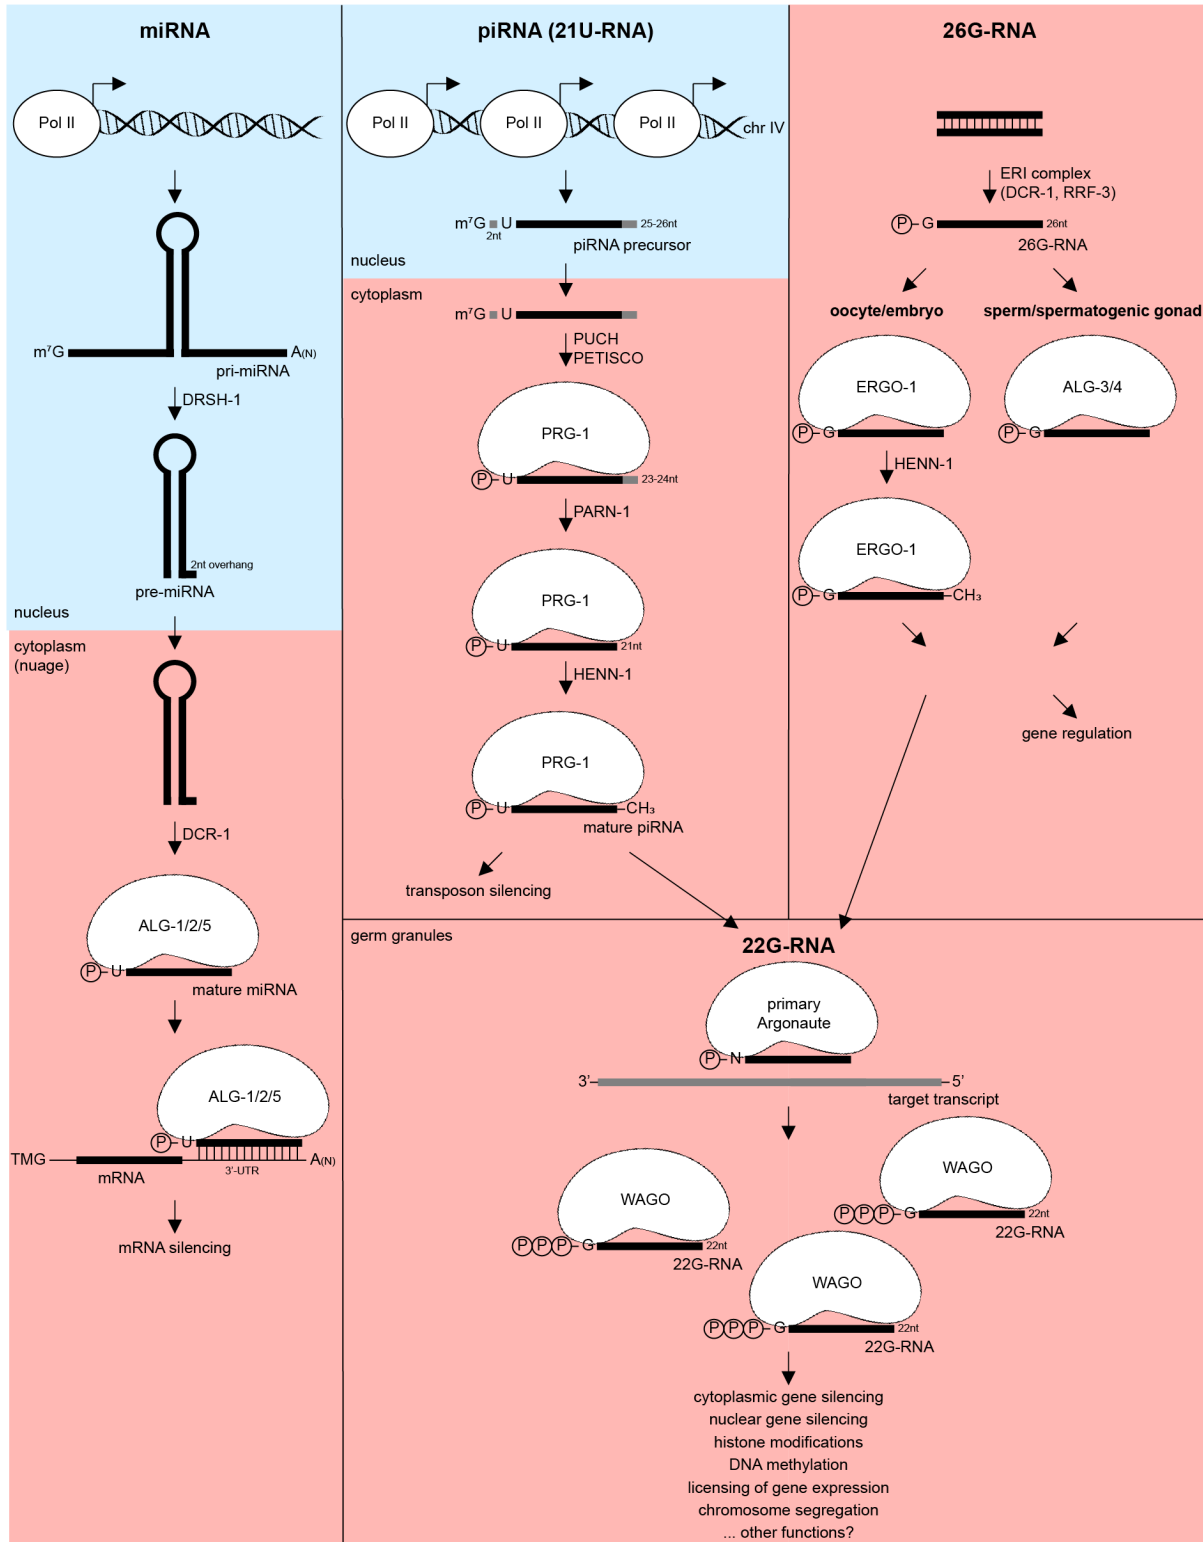 miRNA
Pol II
m⁷G
A(N)
pri-miRNA
DRSH-1
2nt overhang
pre-miRNA
nucleus
cytoplasm
(nuage)
DCR-1
ALG-1/2/5
P U
mature miRNA
ALG-1/2/5
P U
TMG
A(N)
3'-UTR
mRNA
mRNA silencing
piRNA (21U-RNA)
Pol II
Pol II
Pol II
chr IV
m⁷G U
25-26nt
2nt
piRNA precursor
nucleus
cytoplasm
m⁷G U
PUCH
PETISCO
PRG-1
P U
23-24nt
PARN-1
PRG-1
P U
21nt
HENN-1
PRG-1
P U
CH₃
mature piRNA
transposon silencing
26G-RNA
ERI complex
(DCR-1, RRF-3)
P G
26nt
26G-RNA
oocyte/embryo
sperm/spermatogenic gonad
ERGO-1
ALG-3/4
P G
P G
HENN-1
ERGO-1
P G
CH₃
gene regulation
germ granules
22G-RNA
primary
Argonaute
P N
3'
5'
target transcript
WAGO
PPP G
22nt
22G-RNA
WAGO
PPP G
22nt
22G-RNA
WAGO
PPP G
22nt
22G-RNA
cytoplasmic gene silencing
nuclear gene silencing
histone modifications
DNA methylation
licensing of gene expression
chromosome segregation
... other functions?